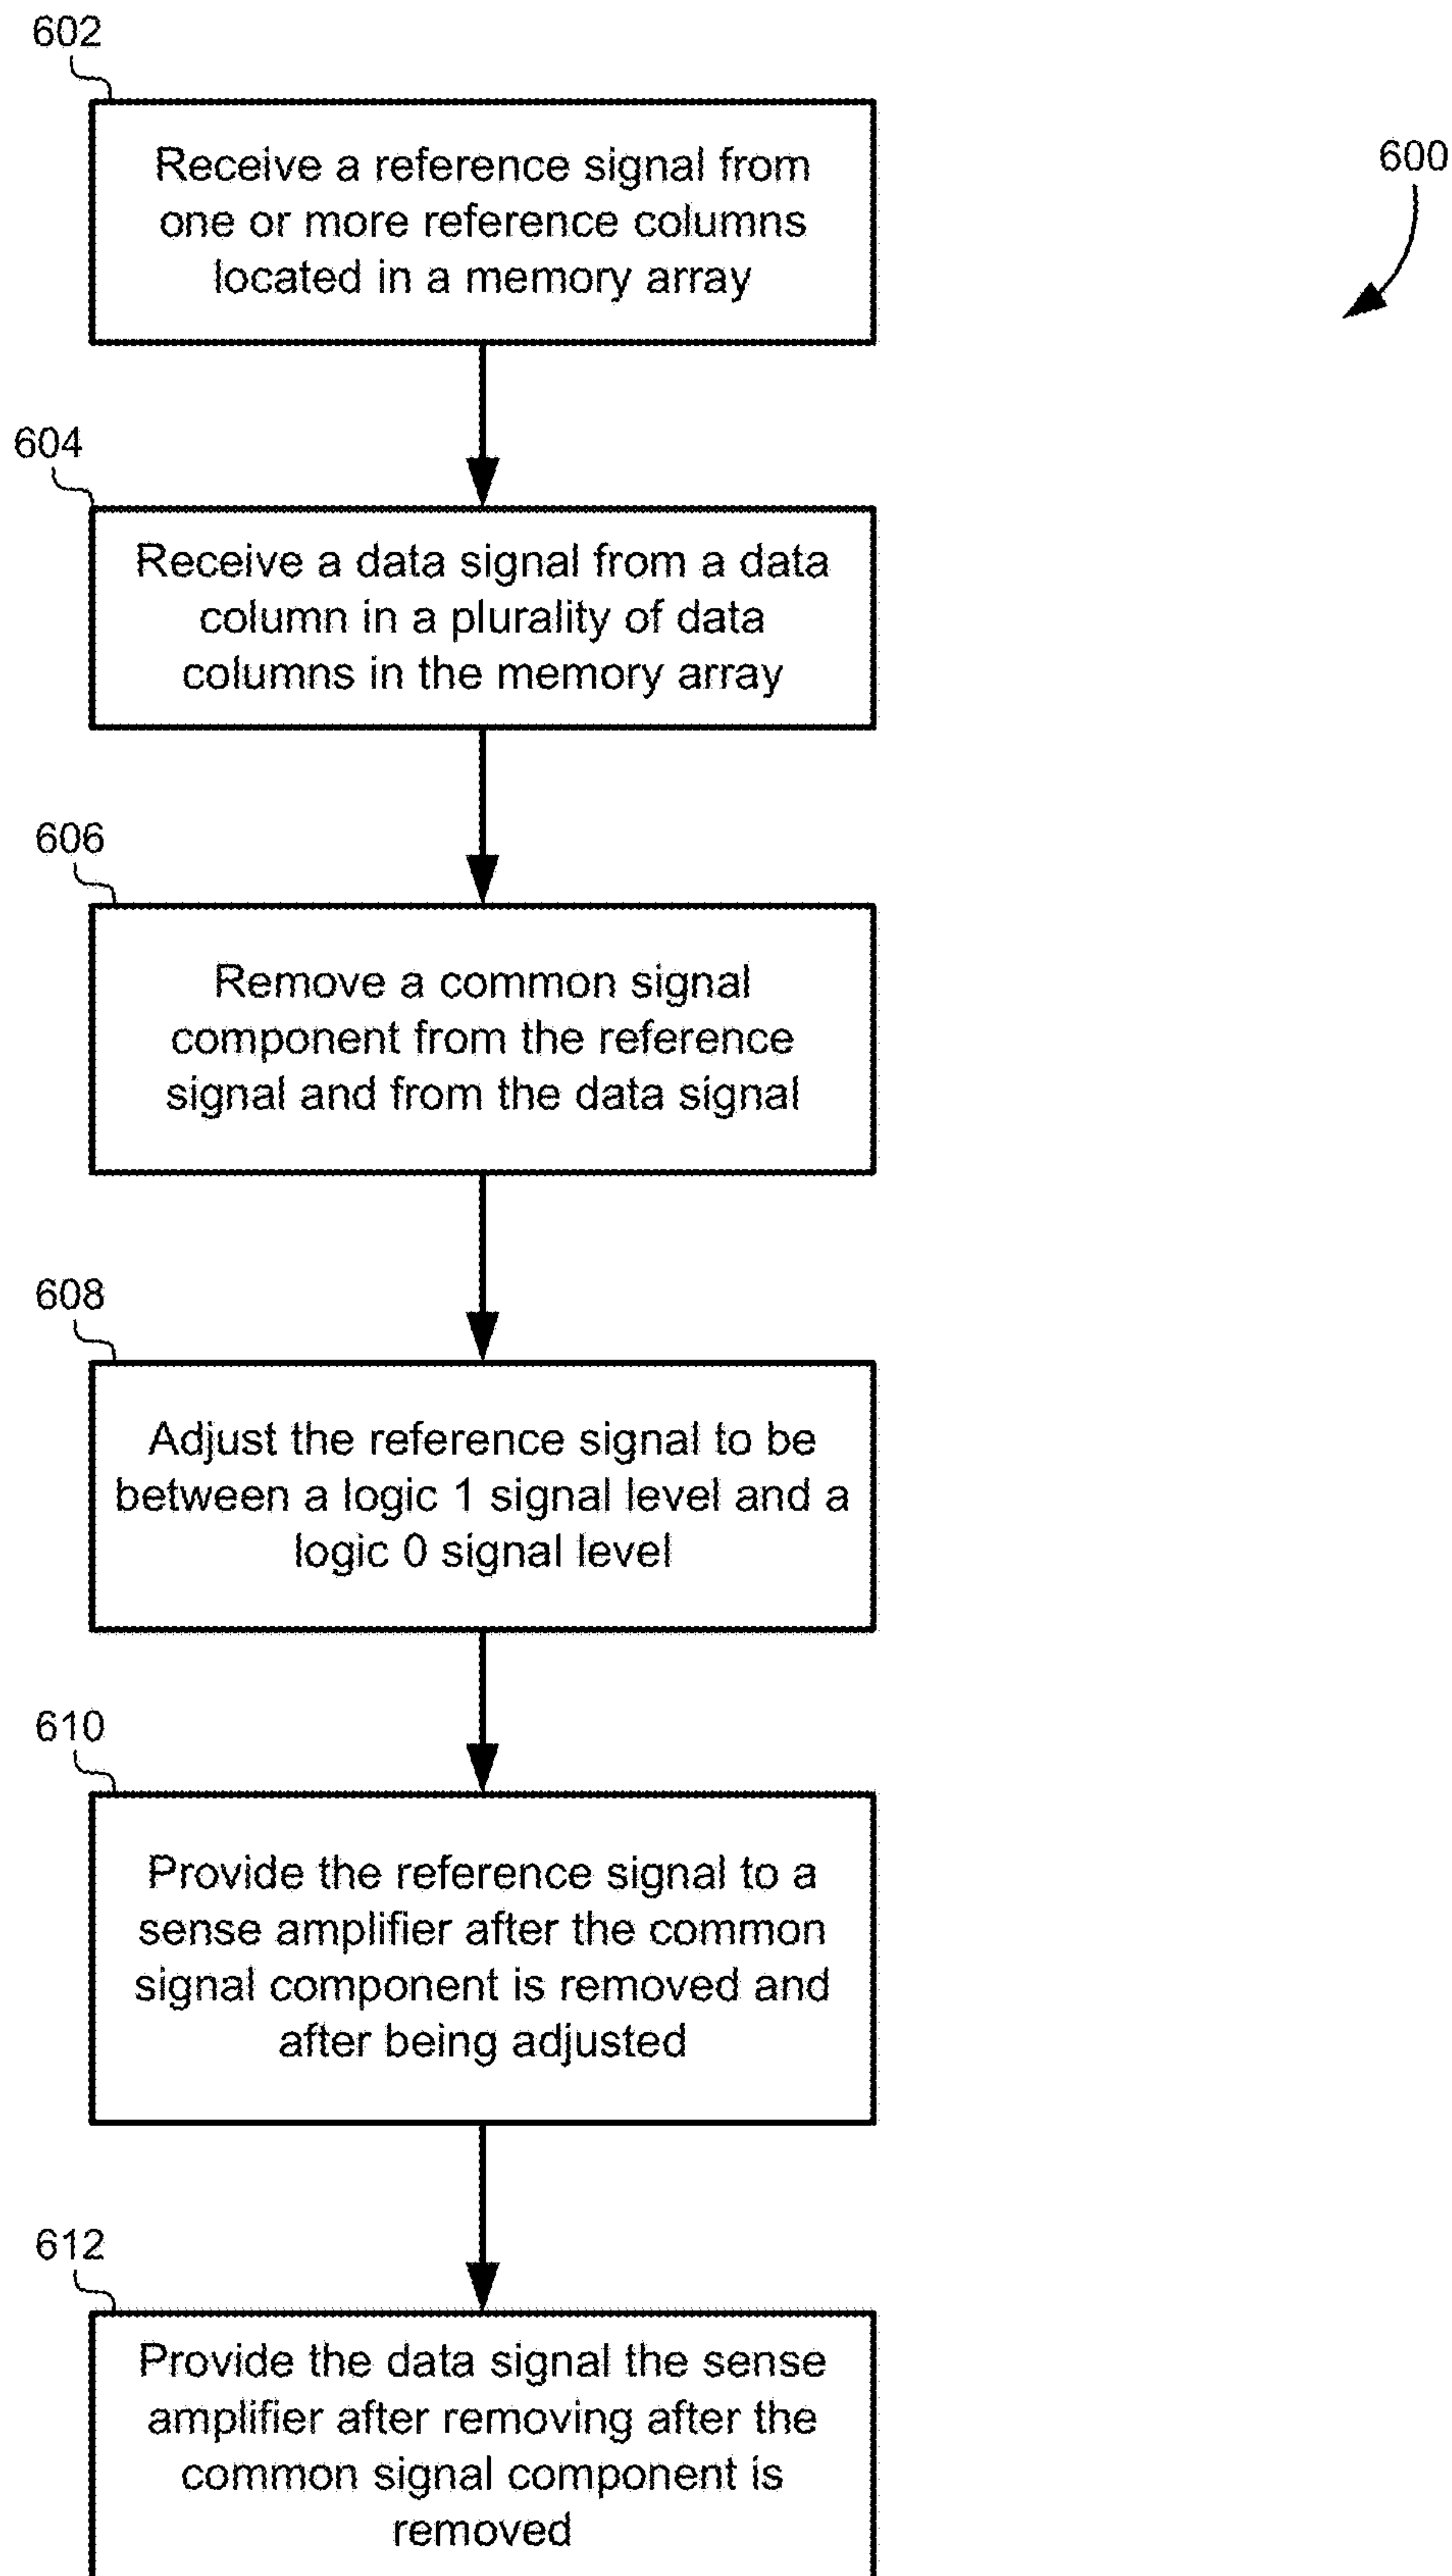 602
600
Receive a reference signal from
one or more reference columns
located in a memory array
604
Receive a data signal from a data
column in a plurality of data
columns in the memory array
606
Remove a common signal
component from the reference
signal and from the data signal
608
Adjust the reference signal to be
between a logic 1 signal level and a
logic 0 signal level
610
Provide the reference signal to a
sense amplifier after the common
signal component is removed and
after being adjusted
612
Provide the data signal the sense
amplifier after removing after the
common signal component is
removed